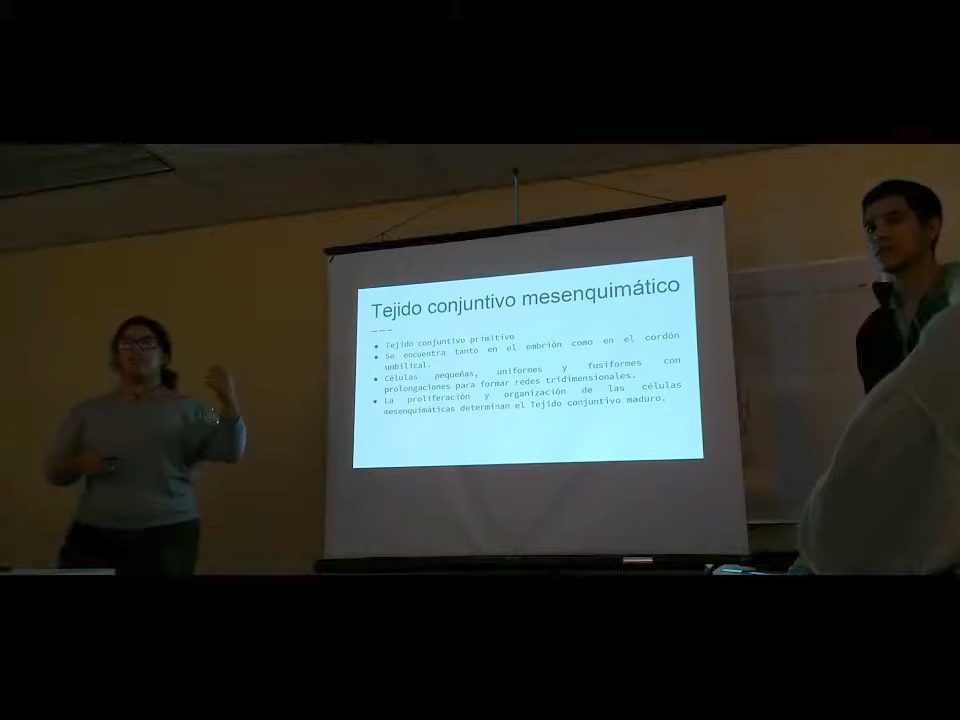 Tejido conjuntivo mesenquimático
● Tejido conjuntivo primitivo
● Se encuentra tanto en el embrión como en el cordón
umbilical.
● Células pequeñas, uniformes y fusiformes con
prolongaciones para formar redes tridimensionales.
● La proliferación y organización de las células
mesenquimáticas determinan el Tejido conjuntivo maduro.